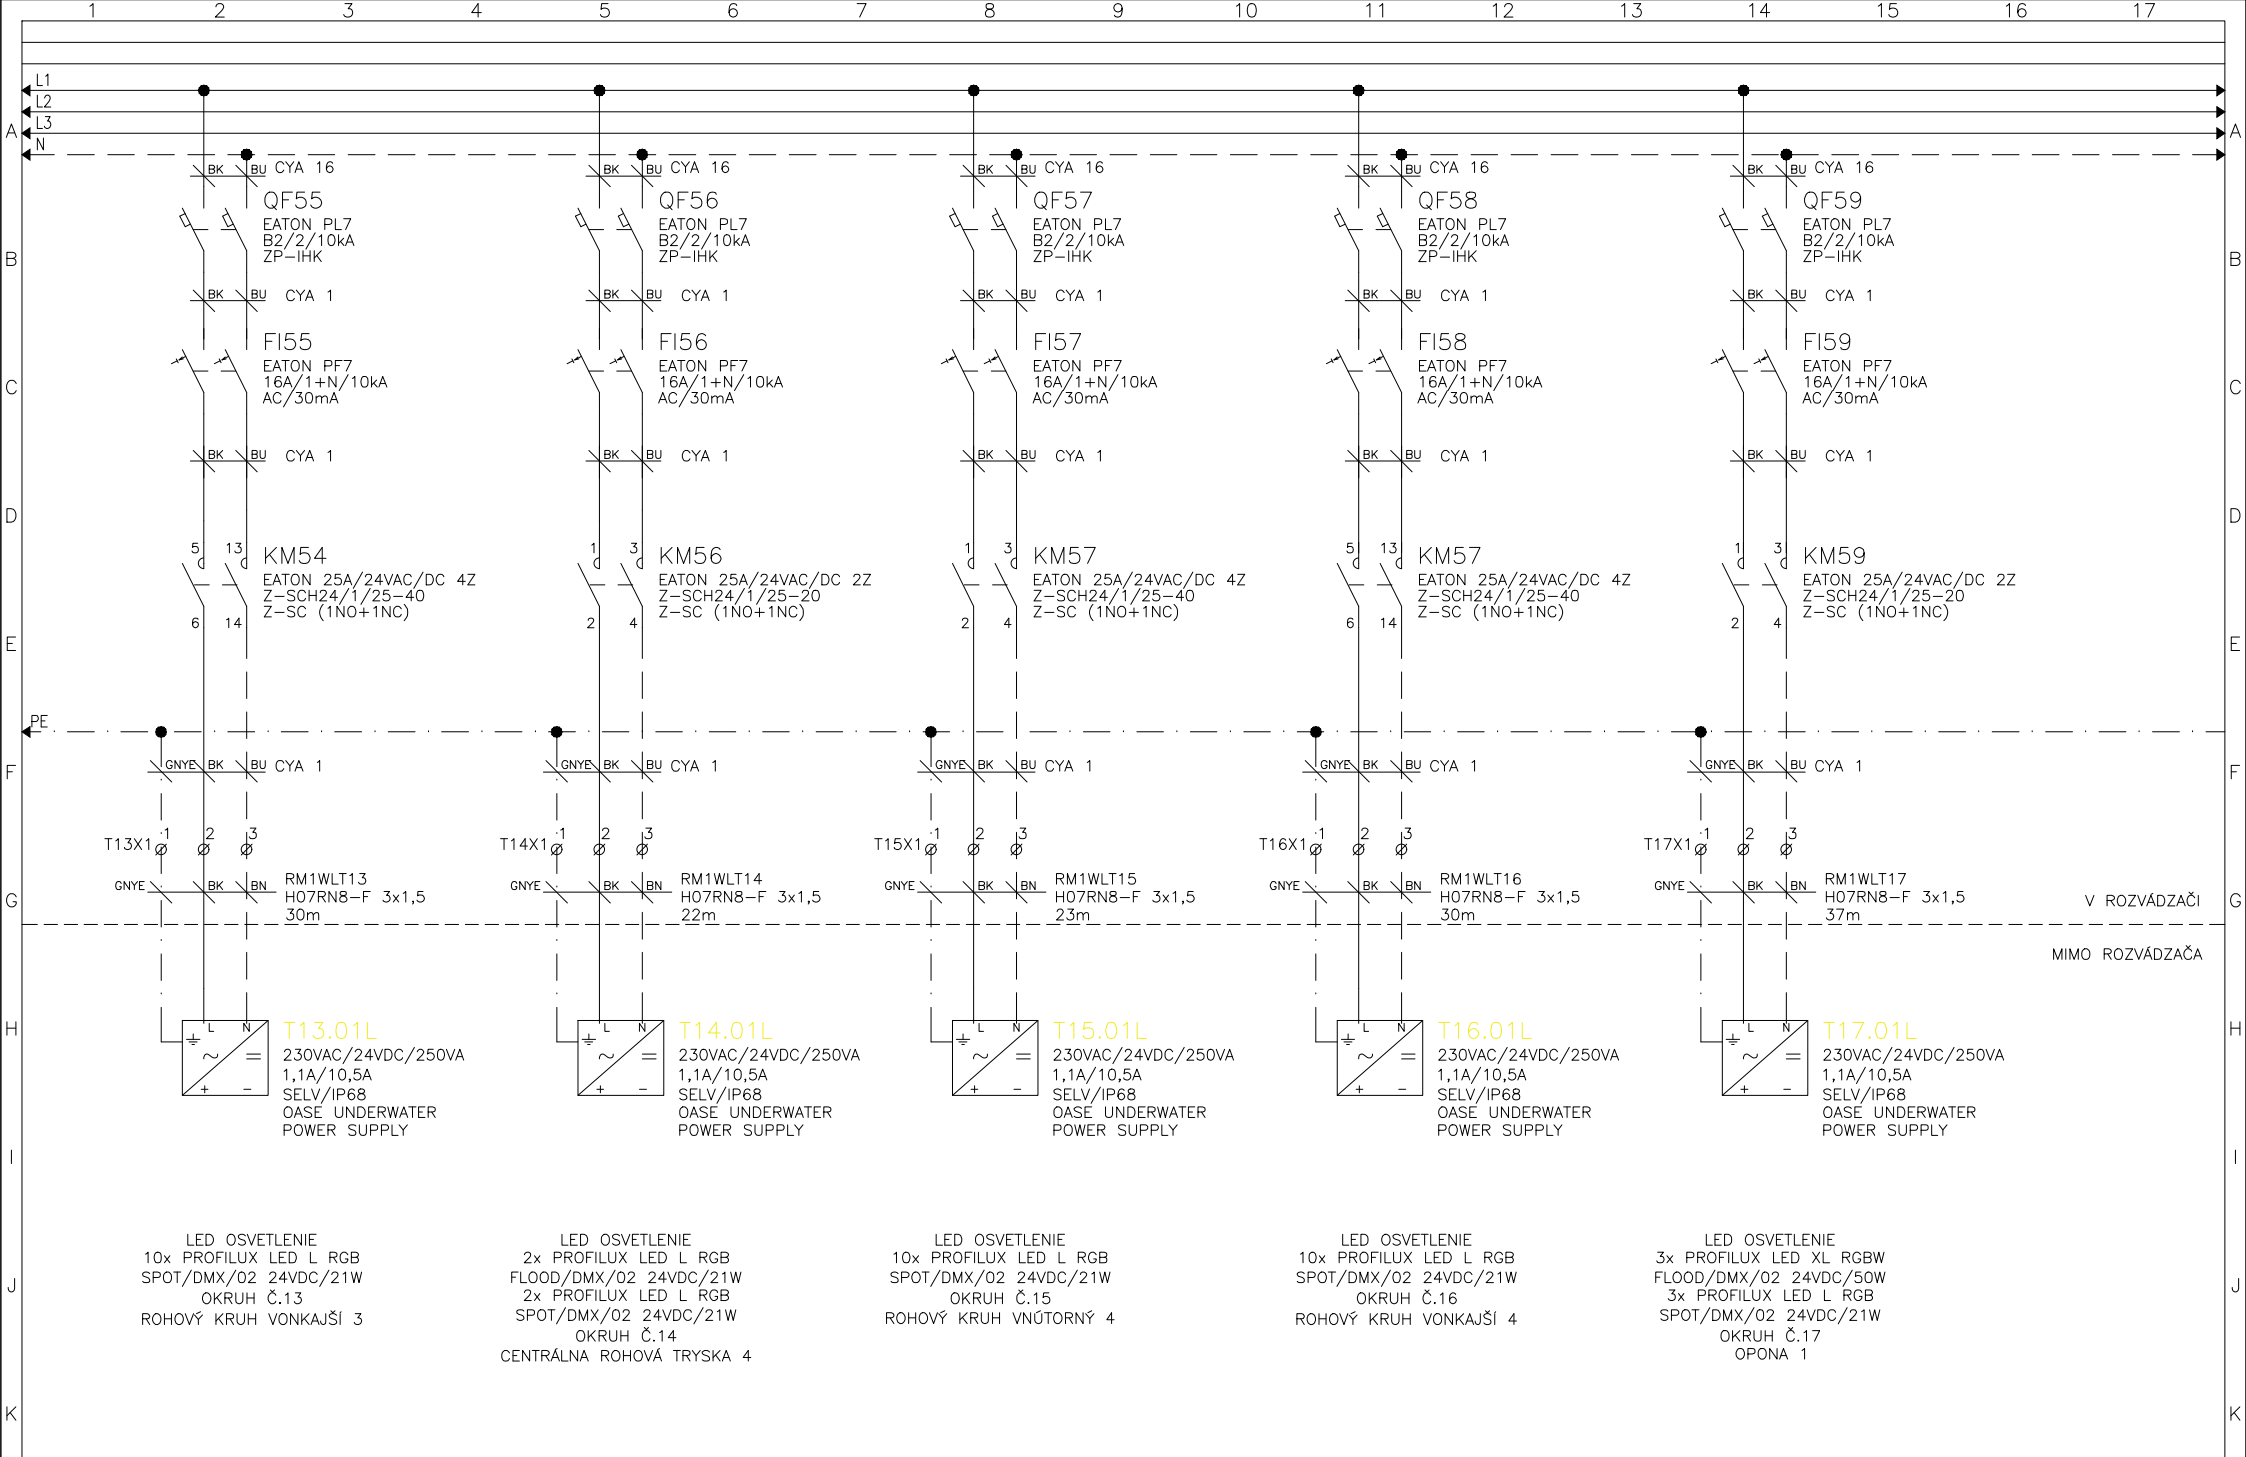 1 2 3 4 5 6 7 8 9 10 11 12 13 14 15 16 17
L1
L2
L3
A A
N
BK BU CYA 16 BK BU CYA 16 BK BU CYA 16 BK BU CYA 16 BK BU CYA 16
QF55 QF56 QF57 QF58 QF59
EATON PL7 EATON PL7 EATON PL7 EATON PL7 EATON PL7
B2/2/10kA B2/2/10kA B2/2/10kA B2/2/10kA B2/2/10kA
ZP-IHK ZP-IHK ZP-IHK ZP-IHK ZP-IHK
B B
BK BU CYA 1 BK BU CYA 1 BK BU CYA 1 BK BU CYA 1 BK BU CYA 1
FI55 FI56 FI57 FI58 FI59
EATON PF7 EATON PF7 EATON PF7 EATON PF7 EATON PF7
16A/1+N/10kA 16A/1+N/10kA 16A/1+N/10kA 16A/1+N/10kA 16A/1+N/10kA
C C
AC/30mA AC/30mA AC/30mA AC/30mA AC/30mA
BK BU CYA 1 BK BU CYA 1 BK BU CYA 1 BK BU CYA 1 BK BU CYA 1
D D
5 13 KM54 1 3 KM56 1 3 KM57 5 13 KM57 1 3 KM59
EATON 25A/24VAC/DC 4Z EATON 25A/24VAC/DC 2Z EATON 25A/24VAC/DC 4Z EATON 25A/24VAC/DC 4Z EATON 25A/24VAC/DC 2Z
Z-SCH24/1/25-40 Z-SCH24/1/25-20 Z-SCH24/1/25-40 Z-SCH24/1/25-40 Z-SCH24/1/25-20
Z-SC (1NO+1NC) Z-SC (1NO+1NC) Z-SC (1NO+1NC) Z-SC (1NO+1NC) Z-SC (1NO+1NC)
6 14 2 4 2 4 6 14 2 4
E E
PE
F GNYE BK BU CYA 1 GNYE BK BU CYA 1 GNYE BK BU CYA 1 GNYE BK BU CYA 1 GNYE BK BU CYA 1 F
1 2 3 1 2 3 1 2 3 1 2 3 1 2 3
T13X1 T14X1 T15X1 T16X1 T17X1
GNYE BK BN RM1WLT13 GNYE BK BN RM1WLT14 GNYE BK BN RM1WLT15 GNYE BK BN RM1WLT16 GNYE BK BN RM1WLT17
H07RN8-F 3x1,5 H07RN8-F 3x1,5 H07RN8-F 3x1,5 H07RN8-F 3x1,5 H07RN8-F 3x1,5
G V ROZVÁDZAČI G
30m 22m 23m 30m 37m
MIMO ROZVÁDZAČA
H L N T13.01L L N T14.01L L N T15.01L L N T16.01L L N T17.01L H
230VAC/24VDC/250VA 230VAC/24VDC/250VA 230VAC/24VDC/250VA 230VAC/24VDC/250VA 230VAC/24VDC/250VA
1,1A/10,5A 1,1A/10,5A 1,1A/10,5A 1,1A/10,5A 1,1A/10,5A
+ - SELV/IP68 + - SELV/IP68 + - SELV/IP68 + - SELV/IP68 + - SELV/IP68
OASE UNDERWATER OASE UNDERWATER OASE UNDERWATER OASE UNDERWATER OASE UNDERWATER
POWER SUPPLY POWER SUPPLY POWER SUPPLY POWER SUPPLY POWER SUPPLY
I I
LED OSVETLENIE
10x PROFILUX LED L RGB
SPOT/DMX/02 24VDC/21W
OKRUH Č.13
ROHOVÝ KRUH VONKAJŠÍ 3
LED OSVETLENIE
2x PROFILUX LED L RGB
FLOOD/DMX/02 24VDC/21W
2x PROFILUX LED L RGB
SPOT/DMX/02 24VDC/21W
OKRUH Č.14
CENTRÁLNA ROHOVÁ TRYSKA 4
LED OSVETLENIE
10x PROFILUX LED L RGB
SPOT/DMX/02 24VDC/21W
OKRUH Č.15
ROHOVÝ KRUH VNÚTORNÝ 4
LED OSVETLENIE
10x PROFILUX LED L RGB
SPOT/DMX/02 24VDC/21W
OKRUH Č.16
ROHOVÝ KRUH VONKAJŠÍ 4
LED OSVETLENIE
3x PROFILUX LED XL RGBW
FLOOD/DMX/02 24VDC/50W
3x PROFILUX LED L RGB
SPOT/DMX/02 24VDC/21W
OKRUH Č.17
OPONA 1
J J
K K